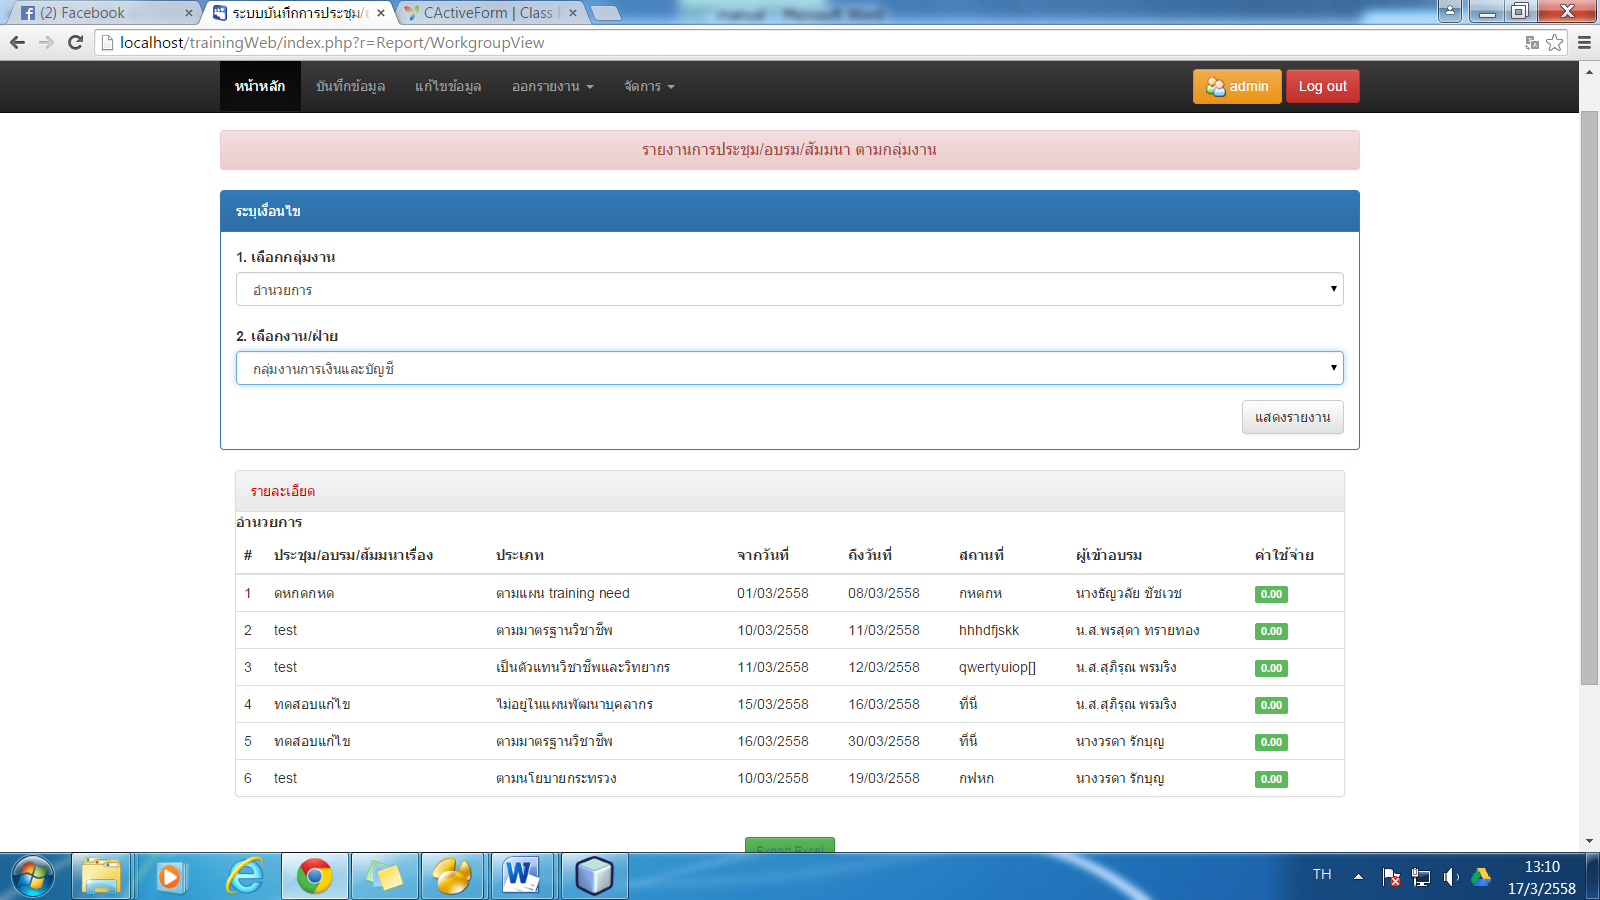 (2) Facebook
ระบบบันทึกการประชุม/อ
CActiveForm | Class
localhost/trainingWeb/index.php?r=Report/WorkgroupView
หน้าหลัก บันทึกข้อมูล แก้ไขข้อมูล ออกรายงาน จัดการ admin Log out
รายงานการประชุม/อบรม/สัมมนา ตามกลุ่มงาน
ระบุเงื่อนไข
1. เลือกกลุ่มงาน
อำนวยการ
2. เลือกงาน/ฝ่าย
กลุ่มงานการเงินและบัญชี
แสดงรายงาน
รายละเอียด
อำนวยการ
# ประชุม/อบรม/สัมมนาเรื่อง ประเภท จากวันที่ ถึงวันที่ สถานที่ ผู้เข้าอบรม ค่าใช้จ่าย
1 ดหกดกหด ตามแผน training need 01/03/2558 08/03/2558 กหดกห นางธัญวลัย ชัชเวช 0.00
2 test ตามมาตรฐานวิชาชีพ 10/03/2558 11/03/2558 hhhdfjskk น.ส.พรสุดา ทรายทอง 0.00
3 test เป็นตัวแทนวิชาชีพและวิทยากร 11/03/2558 12/03/2558 qwertyuiop[] น.ส.สุภิรุณ พรมริง 0.00
4 ทดสอบแก้ไข ไม่อยู่ในแผนพัฒนาบุคลากร 15/03/2558 16/03/2558 ที่นี่ น.ส.สุภิรุณ พรมริง 0.00
5 ทดสอบแก้ไข ตามมาตรฐานวิชาชีพ 16/03/2558 30/03/2558 ที่นี่ นางวรดา รักบุญ 0.00
6 test ตามนโยบายกระทรวง 10/03/2558 19/03/2558 กฟหก นางวรดา รักบุญ 0.00
Export Excel
TH
13:10
17/3/2558